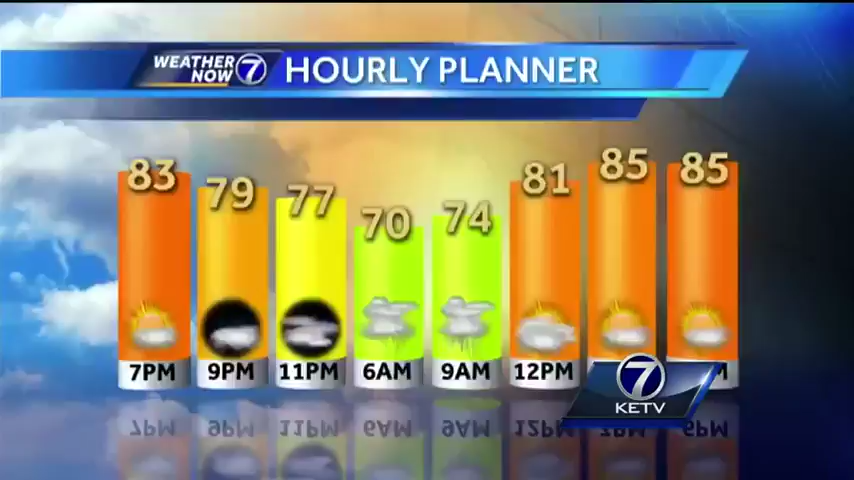 WEATHER NOW 7 HOURLY PLANNER
83 79 77 70 74 81 85 85
7PM 9PM 11PM 6AM 9AM 12PM M
7
KETV